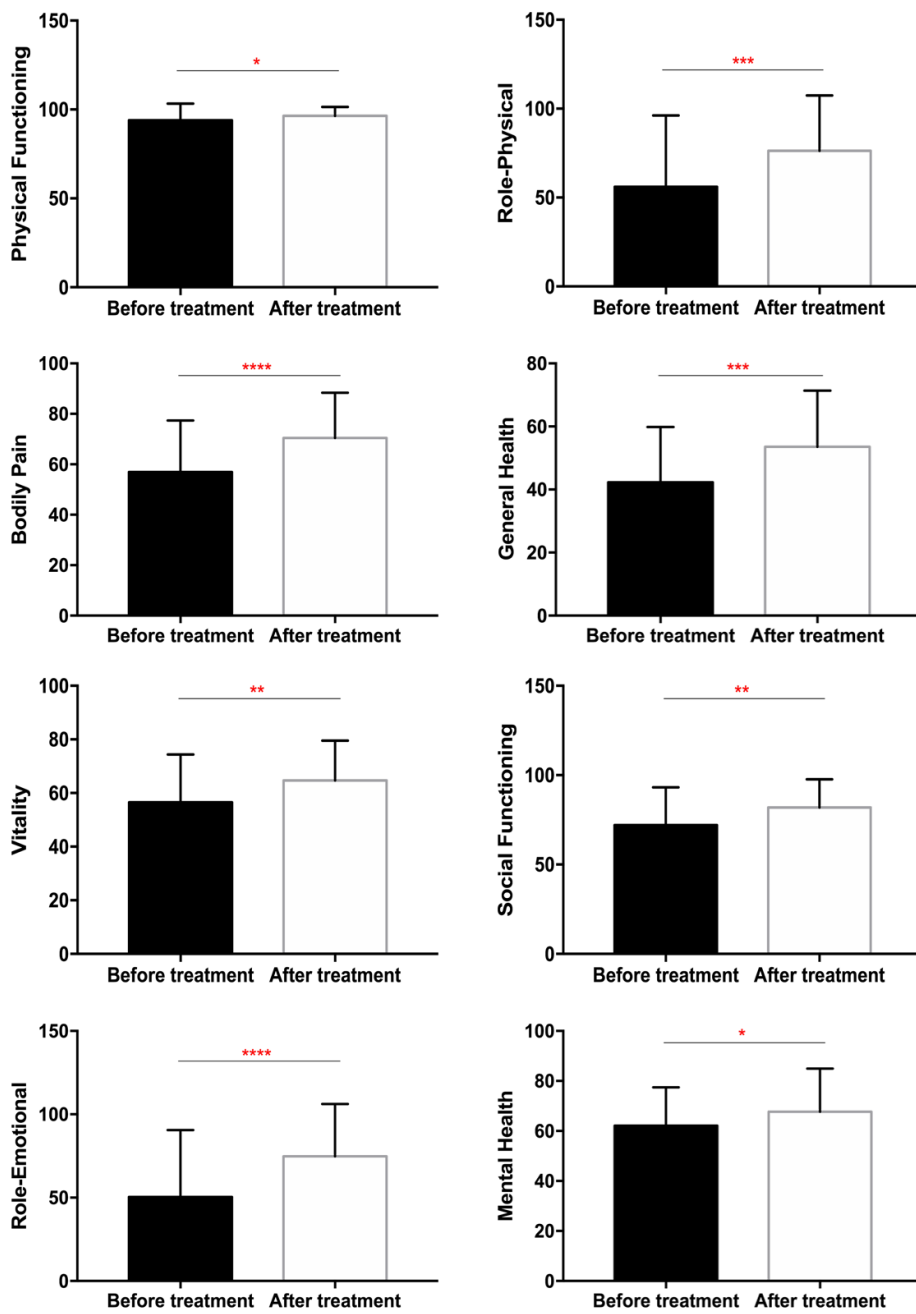 Physical Functioning
150
100
50
0
*
Before treatment After treatment
Role-Physical
150
100
50
0
***
Before treatment After treatment
Bodily Pain
100
80
60
40
20
0
****
Before treatment After treatment
General Health
80
60
40
20
0
***
Before treatment After treatment
Vitality
100
80
60
40
20
0
**
Before treatment After treatment
Social Functioning
150
100
50
0
**
Before treatment After treatment
Role-Emotional
150
100
50
0
****
Before treatment After treatment
Mental Health
100
80
60
40
20
0
*
Before treatment After treatment